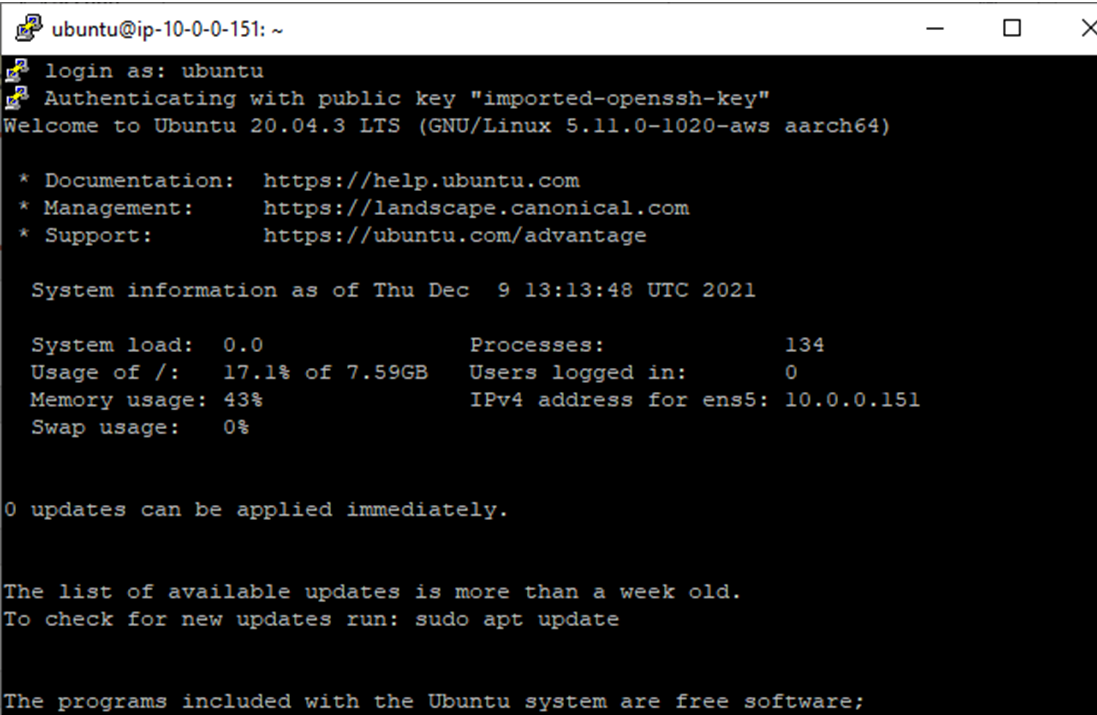 ubuntu@ip-10-0-0-151: ~
login as: ubuntu
Authenticating with public key "imported-openssh-key"
Welcome to Ubuntu 20.04.3 LTS (GNU/Linux 5.11.0-1020-aws aarch64)
* Documentation:  https://help.ubuntu.com
* Management:     https://landscape.canonical.com
* Support:        https://ubuntu.com/advantage
System information as of Thu Dec  9 13:13:48 UTC 2021
System load:  0.0               Processes:             134
Usage of /:   17.1% of 7.59GB   Users logged in:       0
Memory usage: 43%               IPv4 address for ens5: 10.0.0.151
Swap usage:   0%
0 updates can be applied immediately.
The list of available updates is more than a week old.
To check for new updates run: sudo apt update
The programs included with the Ubuntu system are free software;